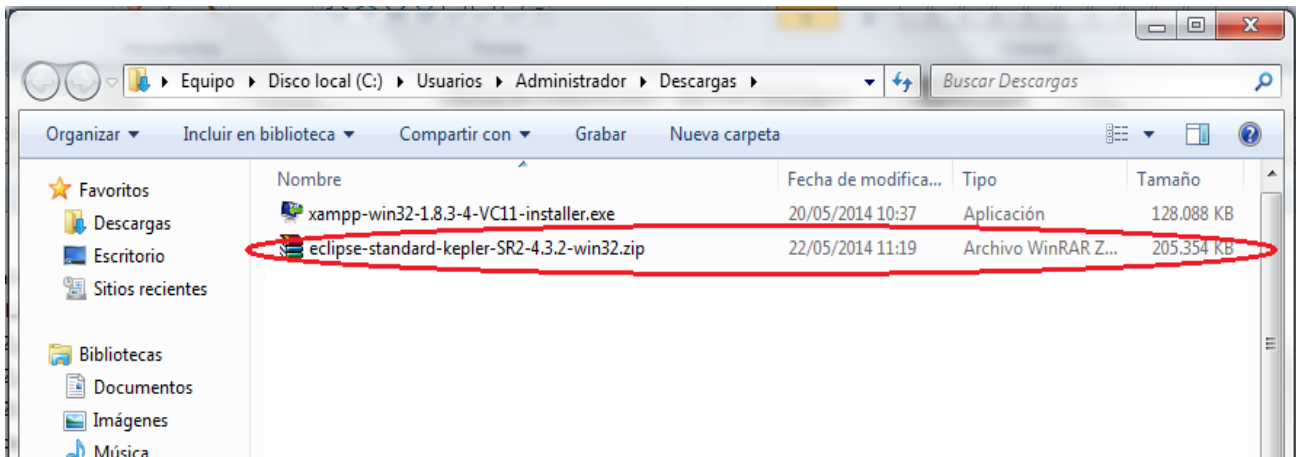 Equipo Disco local (C:) Usuarios Administrador Descargas Buscar Descargas
Organizar Incluir en biblioteca Compartir con Grabar Nueva carpeta
Favoritos
Descargas
Escritorio
Sitios recientes
Bibliotecas
Documentos
Imágenes
Música
Nombre Fecha de modifica... Tipo Tamaño
xampp-win32-1.8.3-4-VC11-installer.exe 20/05/2014 10:37 Aplicación 128.088 KB
eclipse-standard-kepler-SR2-4.3.2-win32.zip 22/05/2014 11:19 Archivo WinRAR Z... 205.354 KB